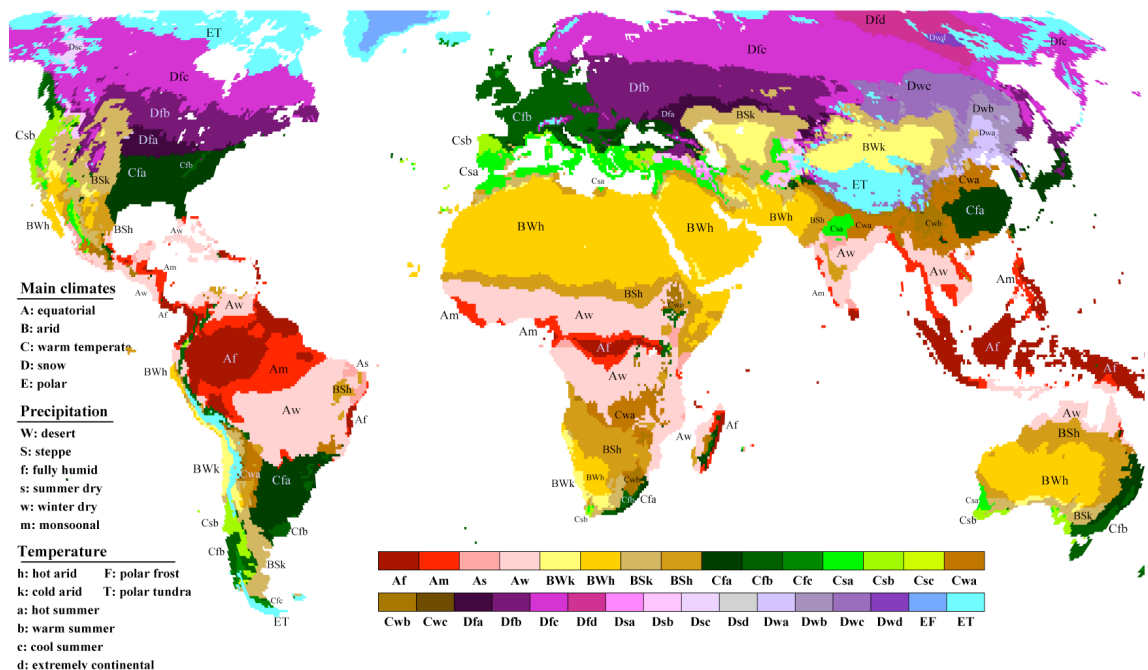 ET
Dsc
Dfc
Dfb
Dfa
Csb
Cfb
Cfa
BSk
BWh
BSh
Aw
Am
Aw
Af
Aw
Af
Am
BWh
As
BSh
Aw
Af
BWk
Cwa
Cfa
Csb
Cfb
BSk
Cfc
ET
Dfd
Dwd
Dfc
Dfc
Dfb
Dwc
Cfb
Dfa
BSk
Dwb
Dwa
Csb
Csa
Csa
BWk
ET
Cwa
Cfa
BWh
BWh
BWh
BSh
Csa
Cwa
Cwb
Aw
Aw
Am
Am
BSh
Cwb
Am
Aw
Am
Af
Aw
Af
Af
Cwa
Aw
Af
BSh
BWk
BWh
Cwb
Cfb
Cfa
Csb
Aw
BSh
BWh
Csa
Csb
BSk
Cfa
Cfb
Main climates
A: equatorial
B: arid
C: warm temperate
D: snow
E: polar
Precipitation
W: desert
S: steppe
f: fully humid
s: summer dry
w: winter dry
m: monsoonal
Temperature
h: hot arid F: polar frost
k: cold arid T: polar tundra
a: hot summer
b: warm summer
c: cool summer
d: extremely continental
Af Am As Aw BWk BWh BSk BSh Cfa Cfb Cfc Csa Csb Csc Cwa
Cwb Cwc Dfa Dfb Dfc Dfd Dsa Dsb Dsc Dsd Dwa Dwb Dwc Dwd EF ET